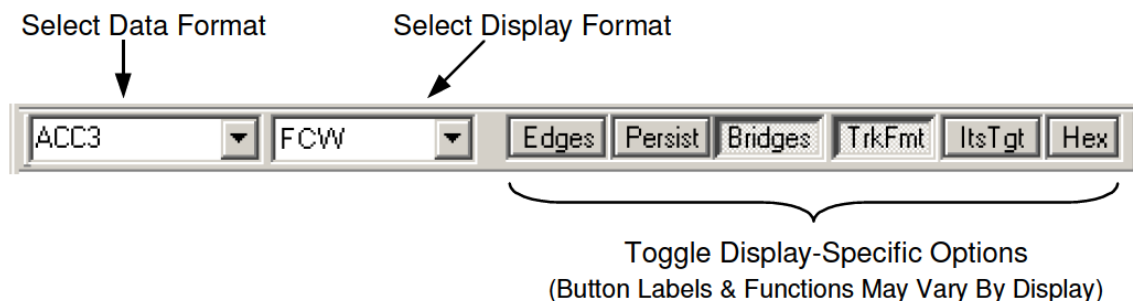 Select Data Format Select Display Format
ACC3 FCW Edges Persist Bridges TrkFmt ItsTgt Hex
Toggle Display-Specific Options
(Button Labels & Functions May Vary By Display)